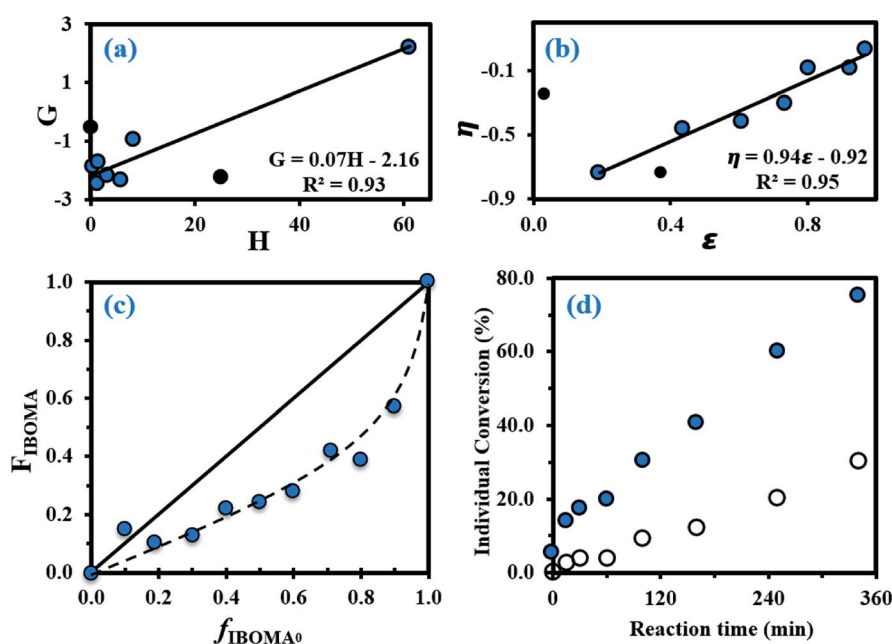 (a)
3
1
-1
-3
G
0
20
40
60
H
G = 0.07H - 2.16
R² = 0.93
(b)
-0.1
-0.5
-0.9
η
0.0
0.4
0.8
ε
η = 0.94ε - 0.92
R² = 0.95
(c)
1.0
0.8
0.6
0.4
0.2
0.0
F_IBOMA
0.0
0.2
0.4
0.6
0.8
1.0
f_IBOMA⁰
(d)
80.0
60.0
40.0
20.0
0.0
Individual Conversion (%)
0
120
240
360
Reaction time (min)